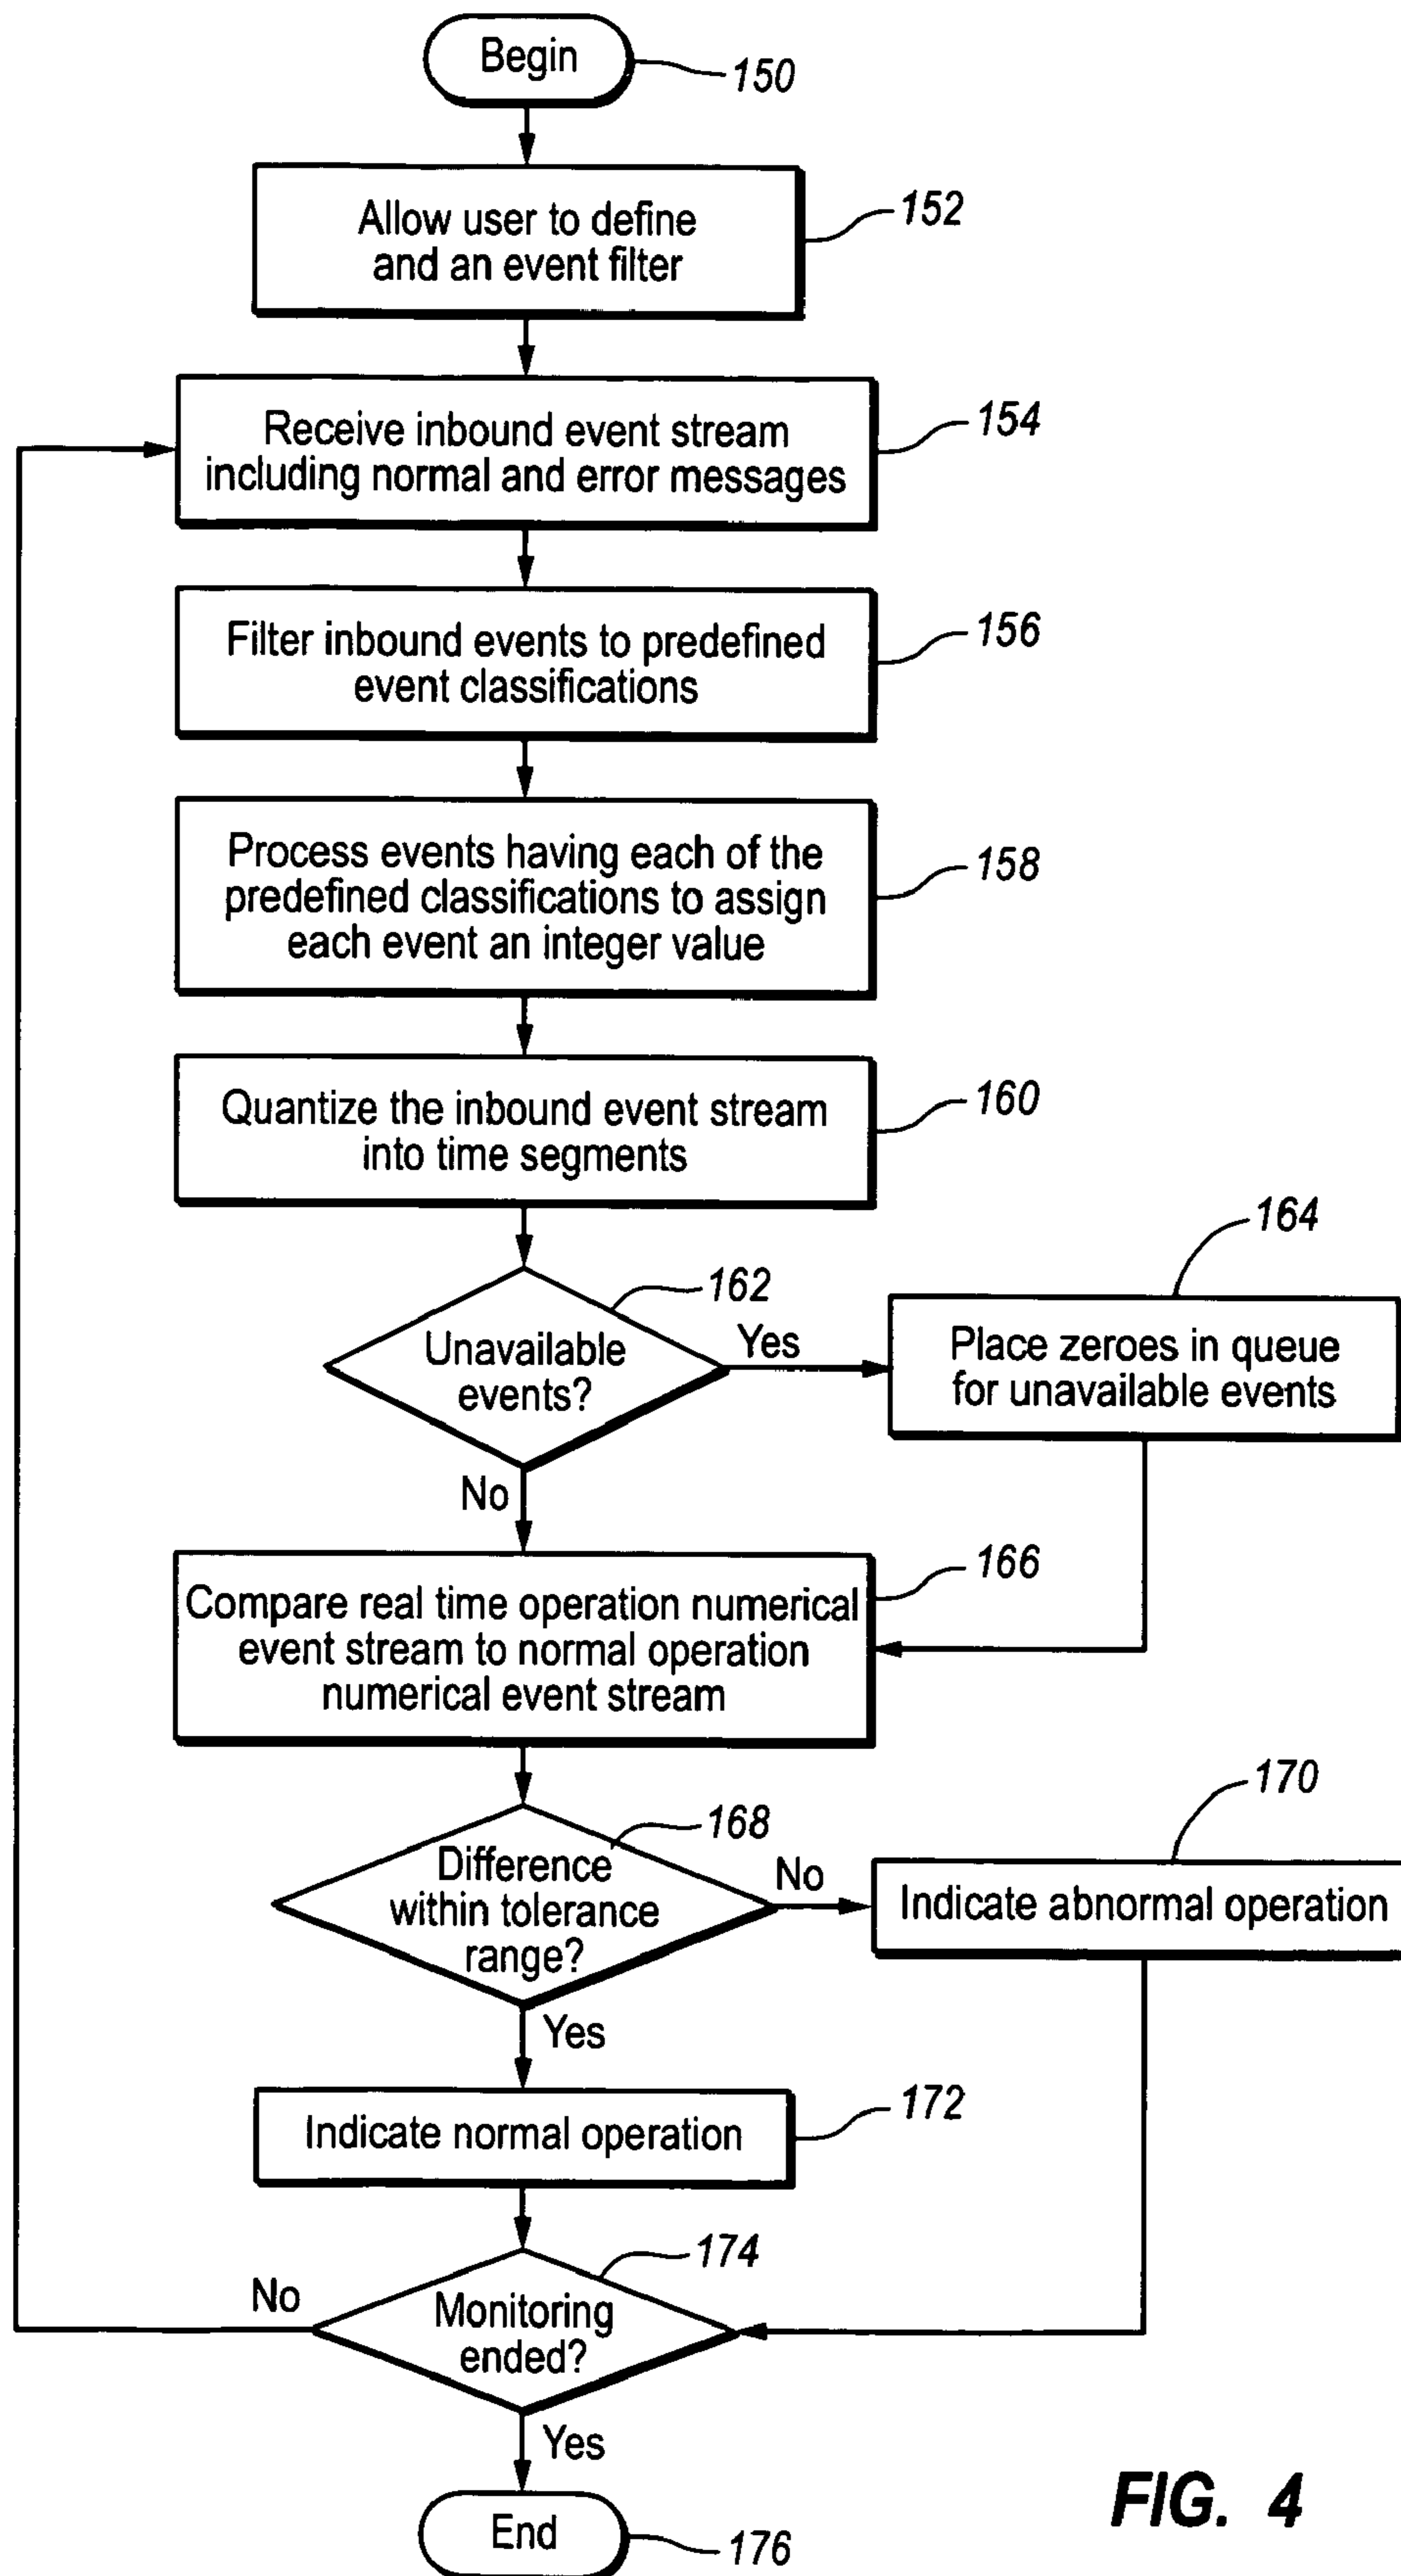 Begin
150
Allow user to define
and an event filter
152
Receive inbound event stream
including normal and error messages
154
Filter inbound events to predefined
event classifications
156
Process events having each of the
predefined classifications to assign
each event an integer value
158
Quantize the inbound event stream
into time segments
160
Unavailable
events?
162
Yes
Place zeroes in queue
for unavailable events
164
No
Compare real time operation numerical
event stream to normal operation
numerical event stream
166
Difference
within tolerance
range?
168
No
Indicate abnormal operation
170
Yes
Indicate normal operation
172
Monitoring
ended?
174
No
Yes
End
176
FIG. 4